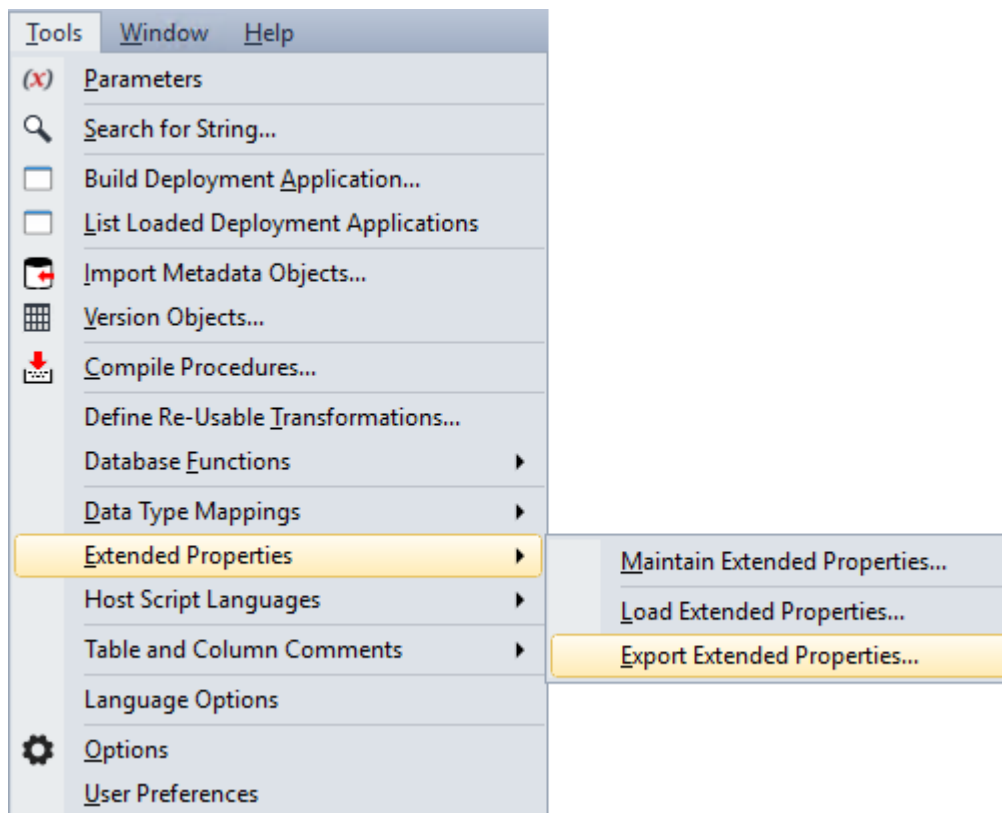 Tools Window Help
(x) Parameters
Search for String...
Build Deployment Application...
List Loaded Deployment Applications
Import Metadata Objects...
Version Objects...
Compile Procedures...
Define Re-Usable Transformations...
Database Functions
Data Type Mappings
Extended Properties
Maintain Extended Properties...
Load Extended Properties...
Export Extended Properties...
Host Script Languages
Table and Column Comments
Language Options
Options
User Preferences